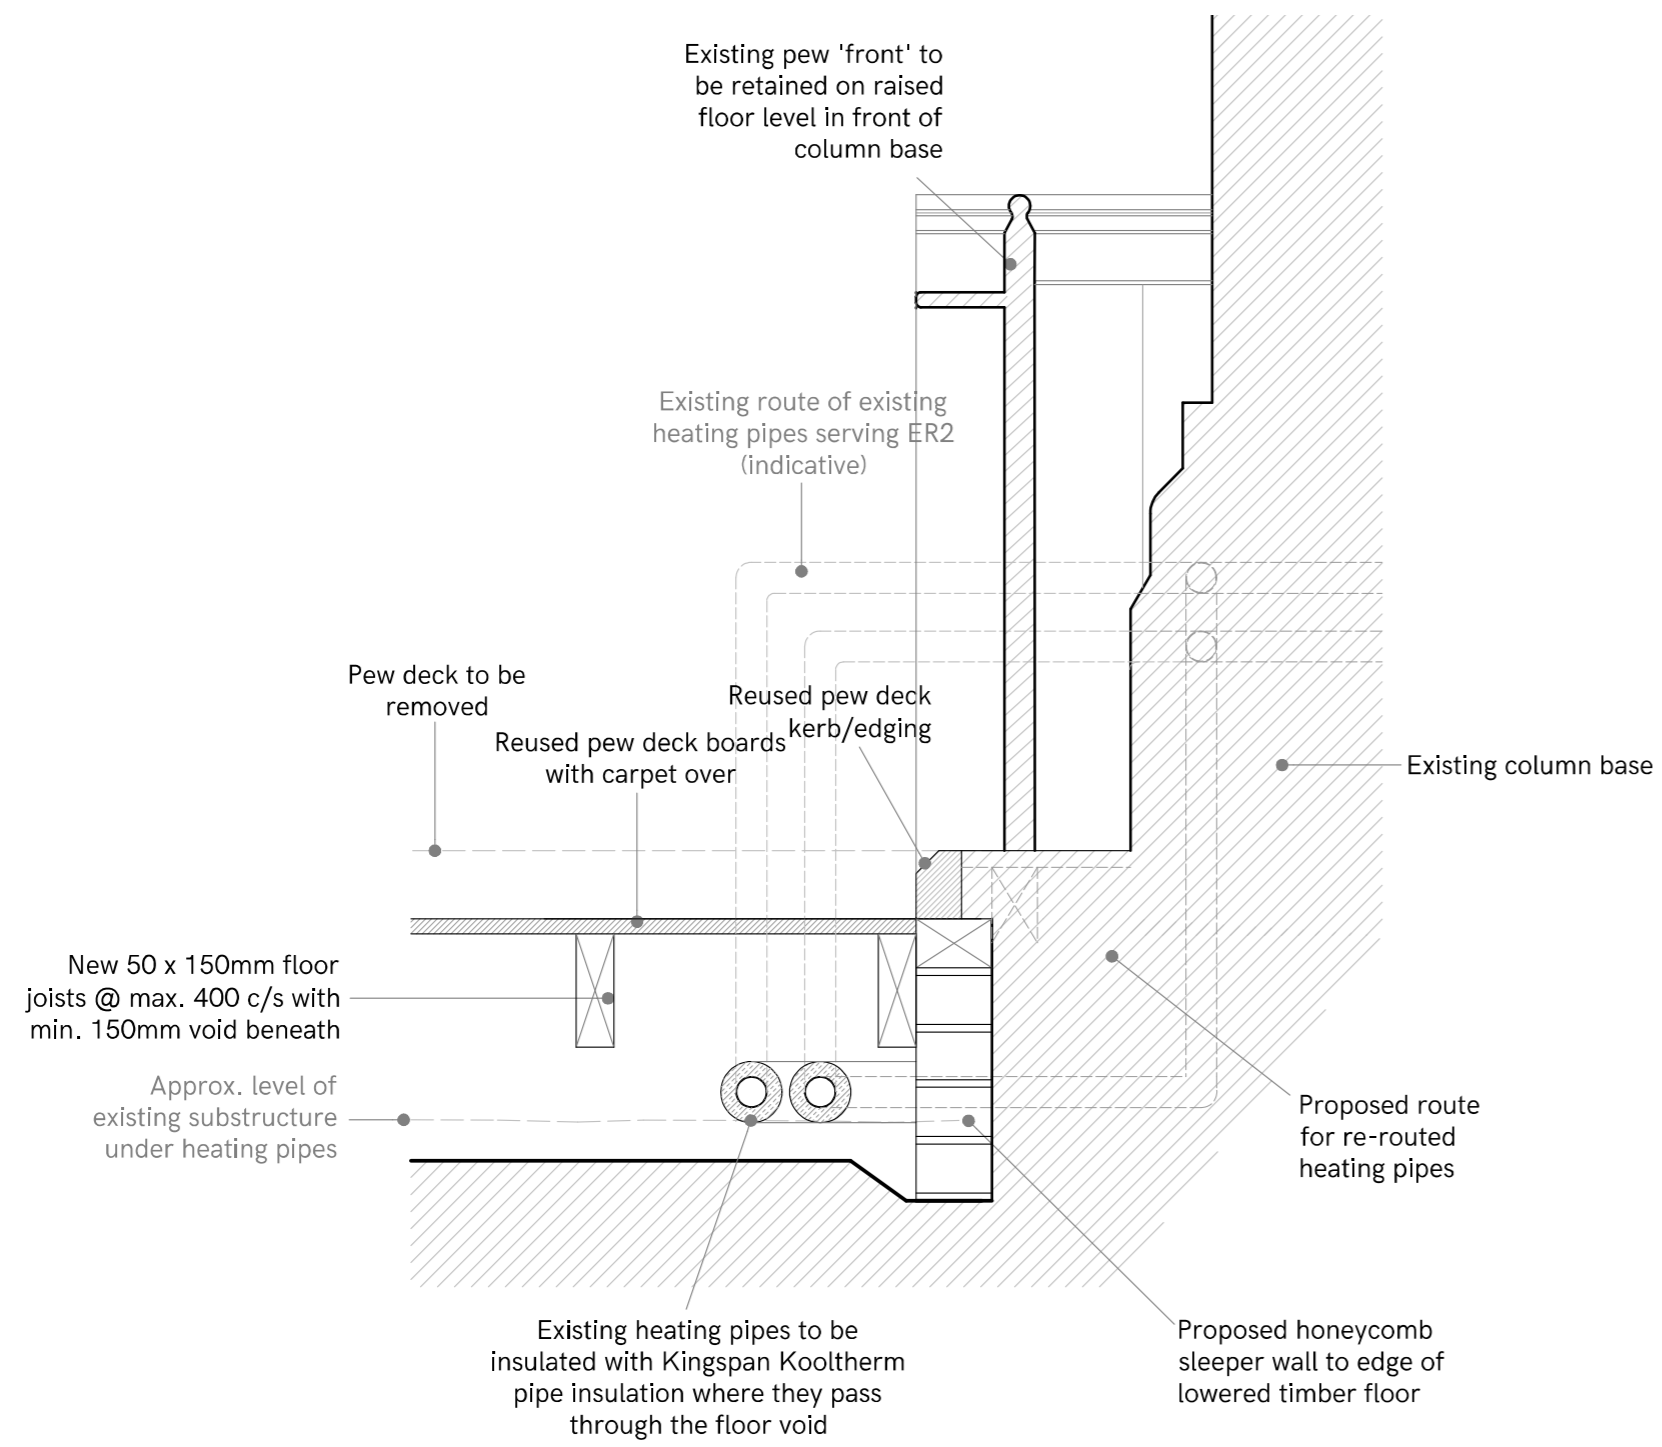 Existing pew 'front' to
be retained on raised
floor level in front of
column base
Existing route of existing
heating pipes serving ER2
(indicative)
Pew deck to be
removed
Reused pew deck
kerb/edging
Reused pew deck boards
with carpet over
Existing column base
New 50 x 150mm floor
joists @ max. 400 c/s with
min. 150mm void beneath
Approx. level of
existing substructure
under heating pipes
Proposed route
for re-routed
heating pipes
Existing heating pipes to be
insulated with Kingspan Kooltherm
pipe insulation where they pass
through the floor void
Proposed honeycomb
sleeper wall to edge of
lowered timber floor